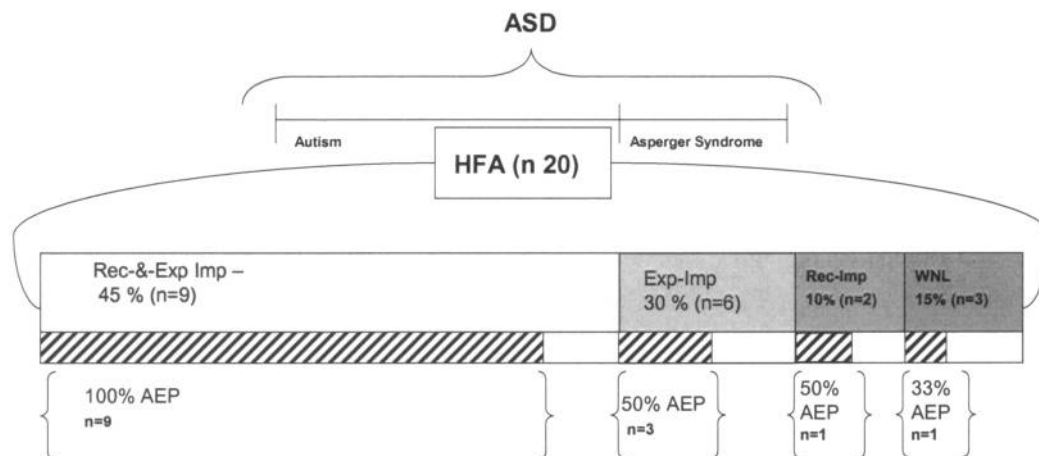 ASD
Autism
Asperger Syndrome
HFA (n 20)
Rec-&-Exp Imp –
45 % (n=9)
Exp-Imp
30 % (n=6)
Rec-Imp
10% (n=2)
WNL
15% (n=3)
100% AEP
n=9
50% AEP
n=3
50%
AEP
n=1
33%
AEP
n=1